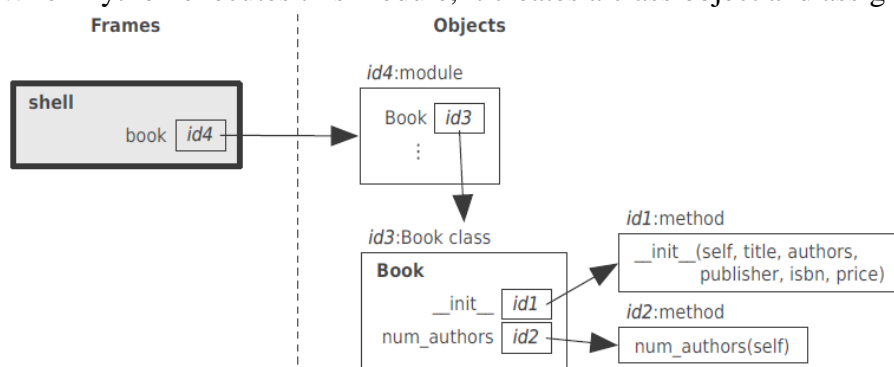 Frames
Objects
id4:module
shell
book id4
Book id3
⋮
id3:Book class
Book
__init__ id1
num_authors id2
id1:method
__init__(self, title, authors,
publisher, isbn, price)
id2:method
num_authors(self)